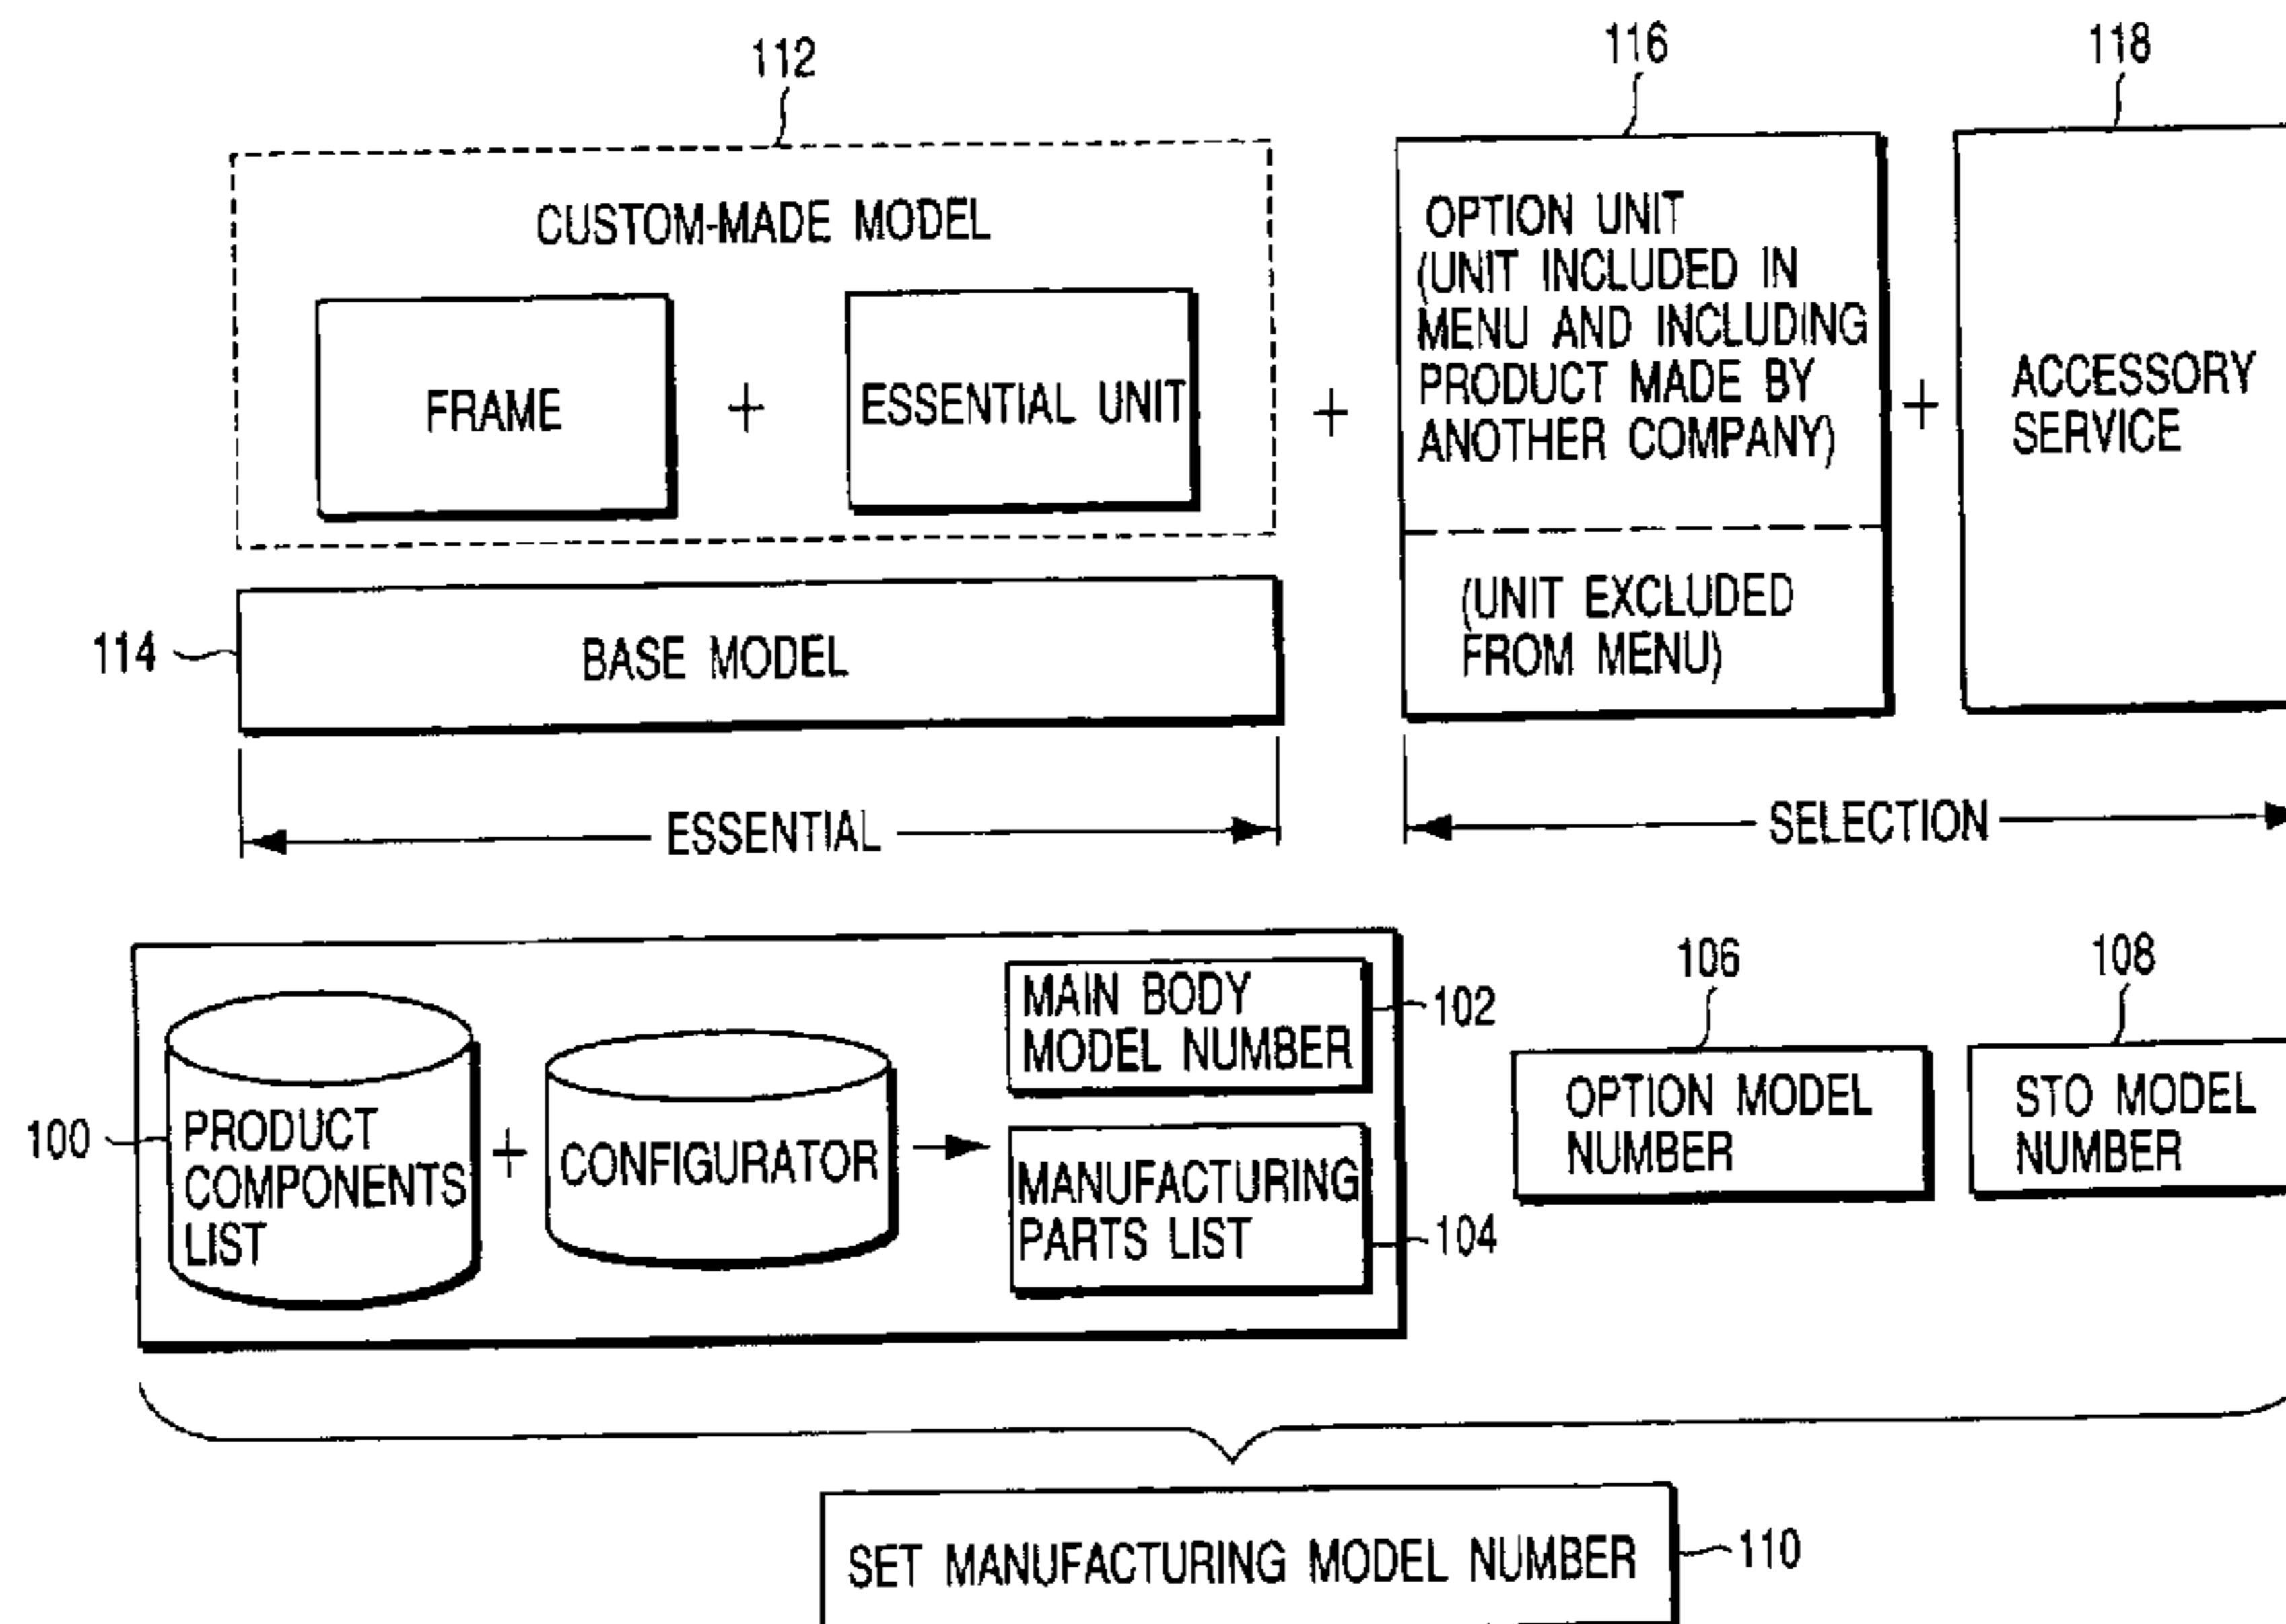 112
116
118
CUSTOM-MADE MODEL
FRAME
+
ESSENTIAL UNIT
+
OPTION UNIT
(UNIT INCLUDED IN
MENU AND INCLUDING
PRODUCT MADE BY
ANOTHER COMPANY)
(UNIT EXCLUDED
FROM MENU)
+
ACCESSORY
SERVICE
114
BASE MODEL
ESSENTIAL
SELECTION
100
PRODUCT
COMPONENTS
LIST
+
CONFIGURATOR
MAIN BODY
MODEL NUMBER
102
MANUFACTURING
PARTS LIST
104
106
OPTION MODEL
NUMBER
108
STO MODEL
NUMBER
SET MANUFACTURING MODEL NUMBER
110